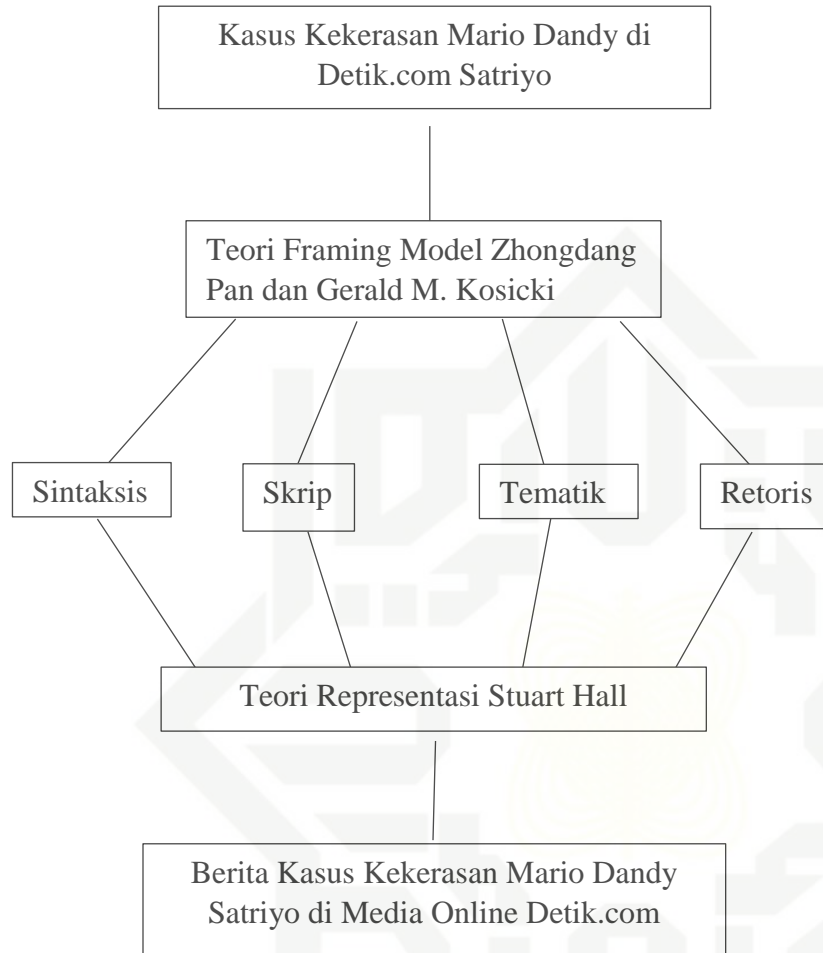 Kasus Kekerasan Mario Dandy di
Detik.com Satriyo
Teori Framing Model Zhongdang
Pan dan Gerald M. Kosicki
Sintaksis
Skrip
Tematik
Retoris
Teori Representasi Stuart Hall
Berita Kasus Kekerasan Mario Dandy
Satriyo di Media Online Detik.com